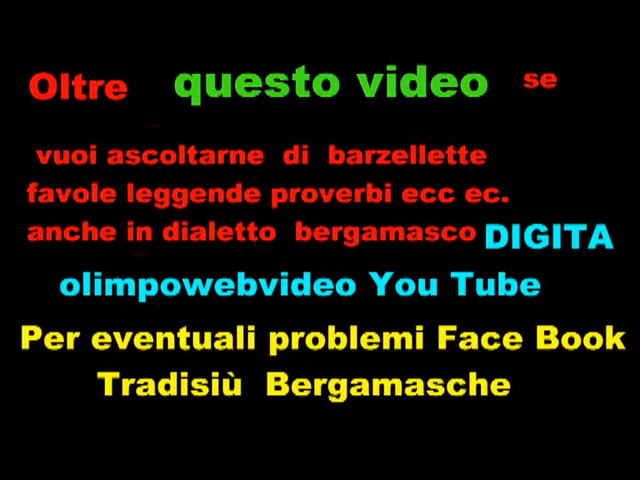 Oltre questo video se
vuoi ascoltarne di barzellette
favole leggende proverbi ecc ec.
anche in dialetto bergamasco DIGITA
olimpowebvideo You Tube
Per eventuali problemi Face Book
Tradisiù Bergamasche